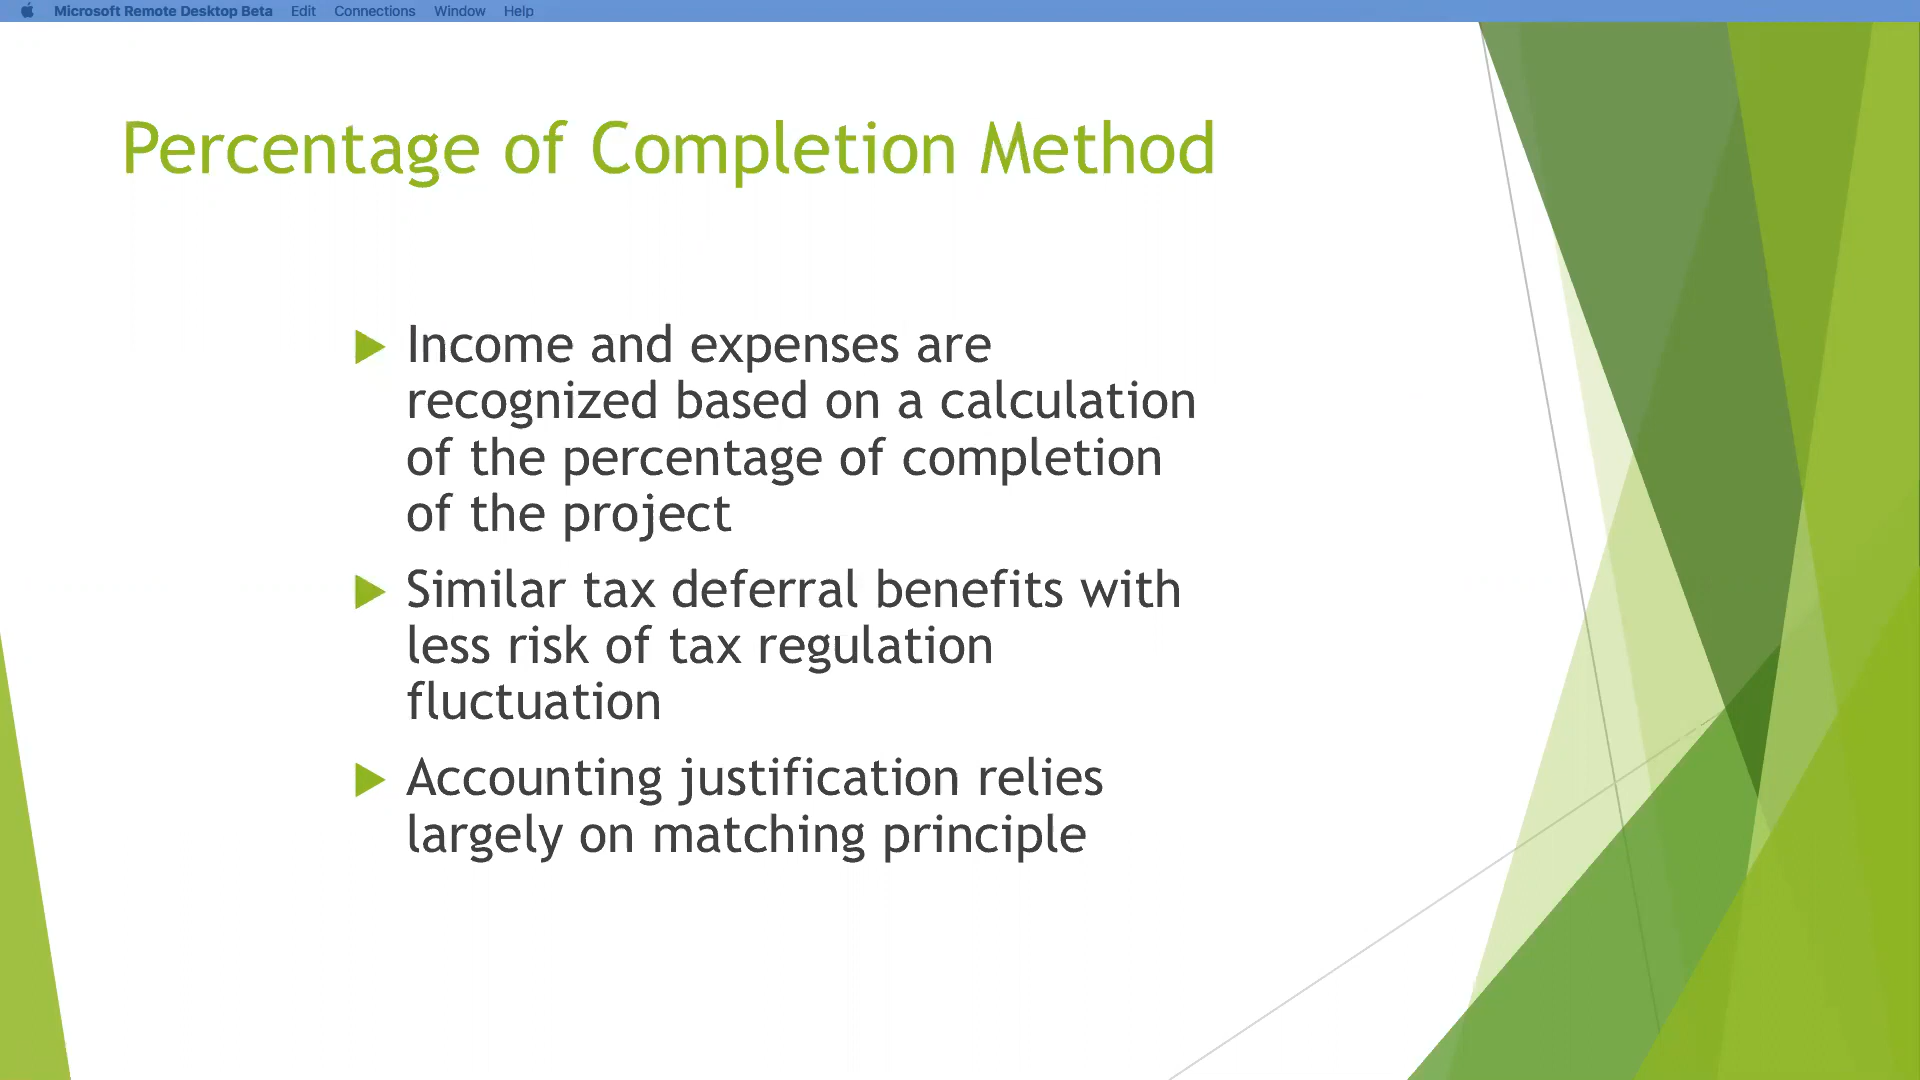 Microsoft Remote Desktop Beta Edit Connections Window Help
Percentage of Completion Method
Income and expenses are
recognized based on a calculation
of the percentage of completion
of the project
Similar tax deferral benefits with
less risk of tax regulation
fluctuation
Accounting justification relies
largely on matching principle